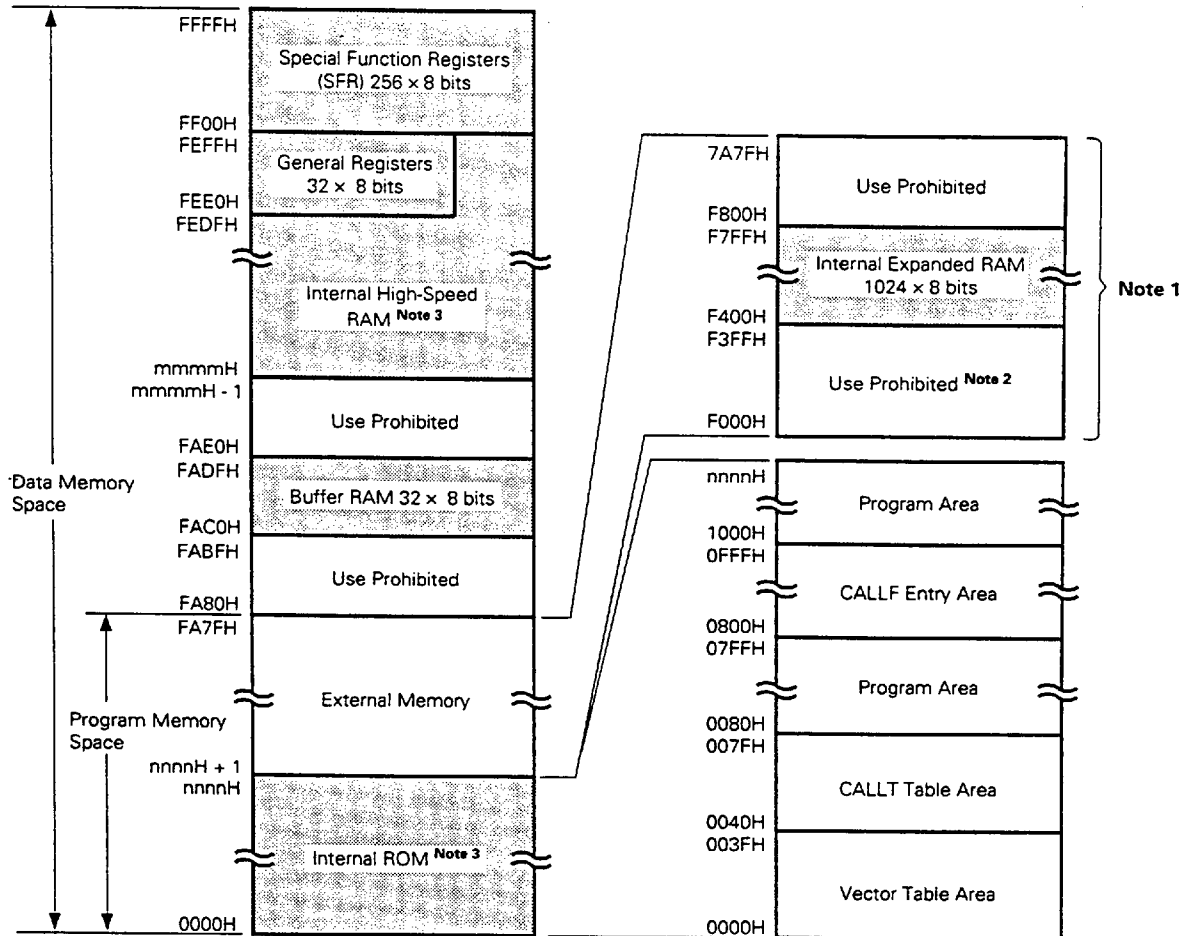 FFFFH
Special Function Registers
(SFR) 256 × 8 bits
FF00H
FEFFH
General Registers
32 × 8 bits
FEE0H
FEDFH
Internal High-Speed
RAM Note 3
mmmmH
mmmmH - 1
Use Prohibited
FAE0H
FADFH
Buffer RAM 32 × 8 bits
FAC0H
FABFH
Use Prohibited
FA80H
FA7FH
External Memory
nnnnH + 1
nnnnH
Internal ROM Note 3
0000H
Data Memory
Space
Program Memory
Space
7A7FH
Use Prohibited
F800H
F7FFH
Internal Expanded RAM
1024 × 8 bits
F400H
F3FFH
Use Prohibited Note 2
F000H
Note 1
nnnnH
Program Area
1000H
0FFFH
CALLF Entry Area
0800H
07FFH
Program Area
0080H
007FH
CALLT Table Area
0040H
003FH
Vector Table Area
0000H